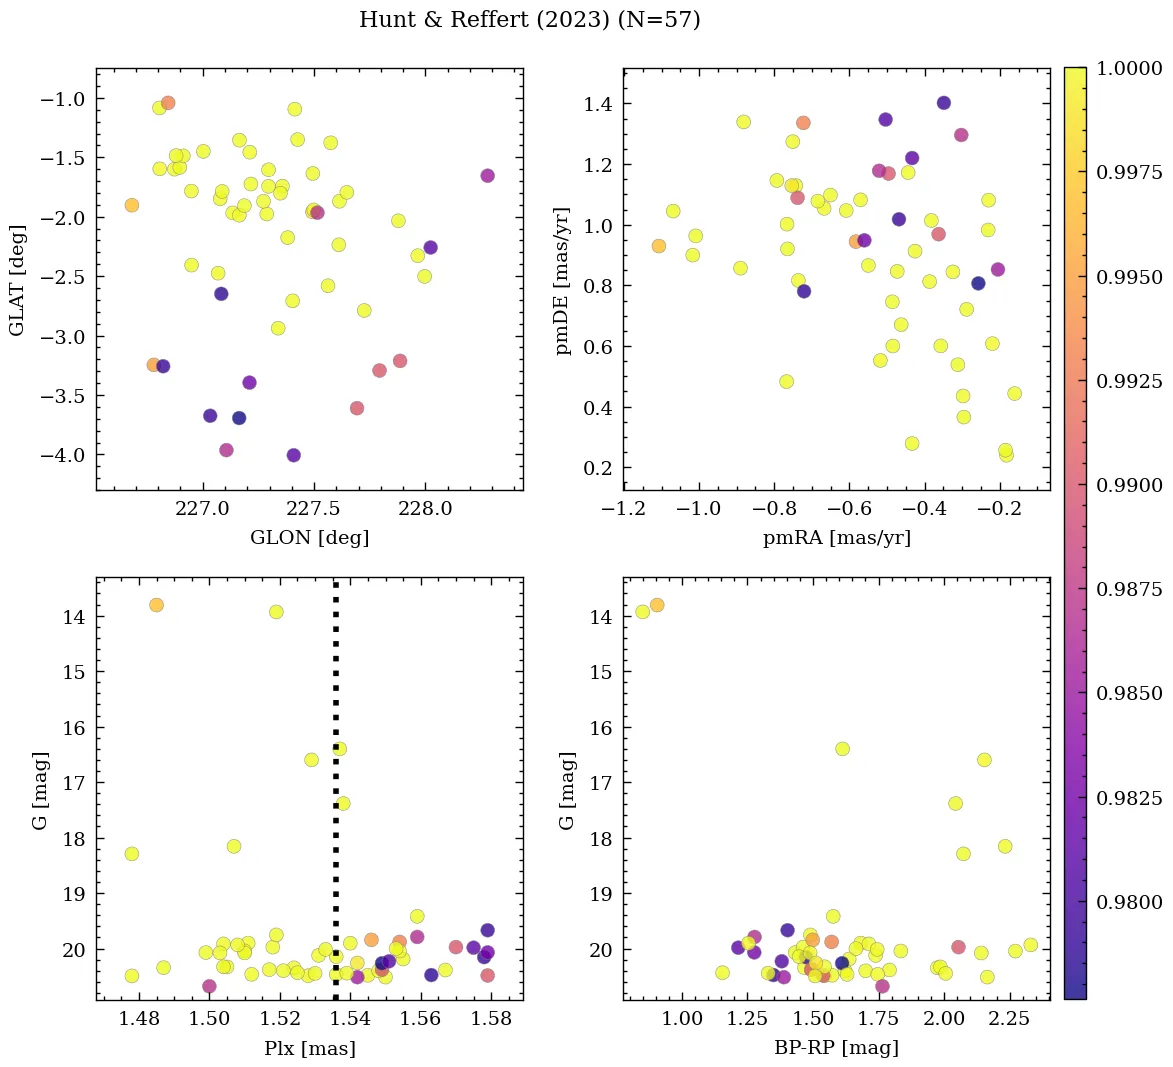 Hunt & Reffert (2023) (N=57)
−1.0
−1.5
−2.0
−2.5
−3.0
−3.5
−4.0
GLAT [deg]
227.0 227.5 228.0
GLON [deg]
1.4
1.2
1.0
0.8
0.6
0.4
0.2
pmDE [mas/yr]
−1.2 −1.0 −0.8 −0.6 −0.4 −0.2
pmRA [mas/yr]
14
15
16
17
18
19
20
G [mag]
1.48 1.50 1.52 1.54 1.56 1.58
Plx [mas]
14
15
16
17
18
19
20
G [mag]
1.00 1.25 1.50 1.75 2.00 2.25
BP-RP [mag]
1.0000
0.9975
0.9950
0.9925
0.9900
0.9875
0.9850
0.9825
0.9800